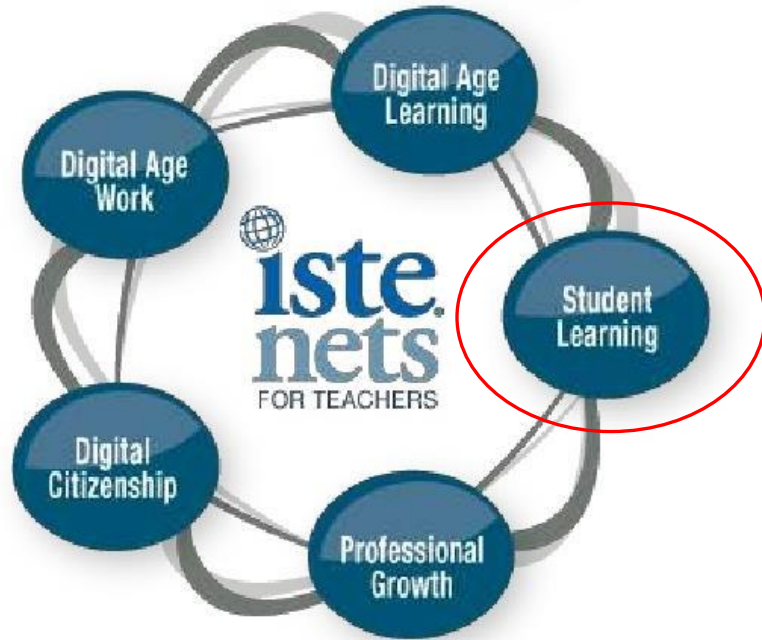 Digital Age
Learning
Digital Age
Work
iste.
nets
FOR TEACHERS
Student
Learning
Digital
Citizenship
Professional
Growth